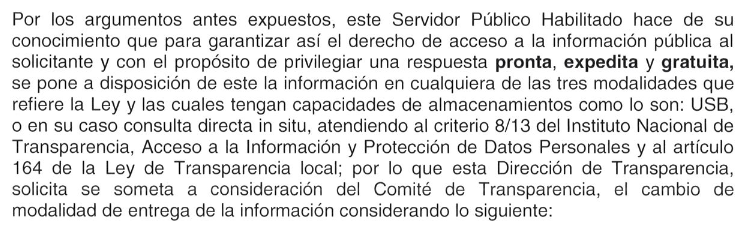 Por los argumentos antes expuestos, este Servidor Público Habilitado hace de su
conocimiento que para garantizar así el derecho de acceso a la información pública al
solicitante y con el propósito de privilegiar una respuesta pronta, expedita y gratuita,
se pone a disposición de este la información en cualquiera de las tres modalidades que
refiere la Ley y las cuales tengan capacidades de almacenamientos como lo son: USB,
o en su caso consulta directa in situ, atendiendo al criterio 8/13 del Instituto Nacional de
Transparencia, Acceso a la Información y Protección de Datos Personales y al artículo
164 de la Ley de Transparencia local; por lo que esta Dirección de Transparencia,
solicita se someta a consideración del Comité de Transparencia, el cambio de
modalidad de entrega de la información considerando lo siguiente: